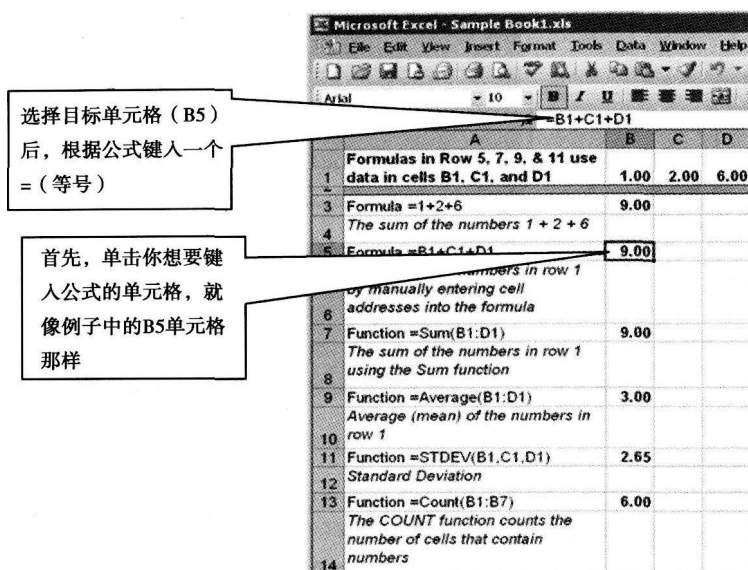 Microsoft Excel - Sample Book1.xls
File Edit View Insert Format Tools Data Window Help
Arial 10 B I U
=B1+C1+D1
选择目标单元格（B5）
后，根据公式键入一个
=（等号）
首先，单击你想要键
入公式的单元格，就
像例子中的B5单元格
那样
A B C D
Formulas in Row 5, 7, 9, & 11 use
1 data in cells B1, C1, and D1 1.00 2.00 6.00
3 Formula =1+2+6 9.00
4 The sum of the numbers 1 + 2 + 6
5 Formula =B1+C1+D1 9.00
numbers in row 1
by manually entering cell
6 addresses into the formula
7 Function =Sum(B1:D1) 9.00
The sum of the numbers in row 1
8 using the Sum function
9 Function =Average(B1:D1) 3.00
Average (mean) of the numbers in
10 row 1
11 Function =STDEV(B1,C1,D1) 2.65
12 Standard Deviation
13 Function =Count(B1:B7) 6.00
The COUNT function counts the
number of cells that contain
14 numbers